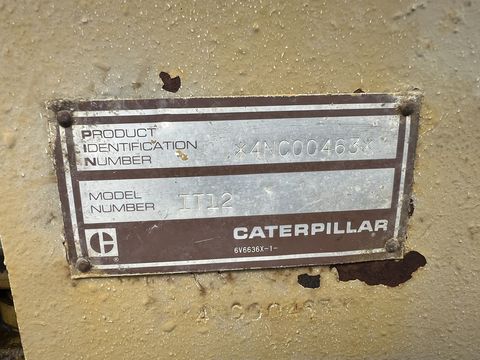 PRODUCT
IDENTIFICATION
NUMBER
*4NC00463*
MODEL
NUMBER
IT12
C
CATERPILLAR
6V6636X-1-